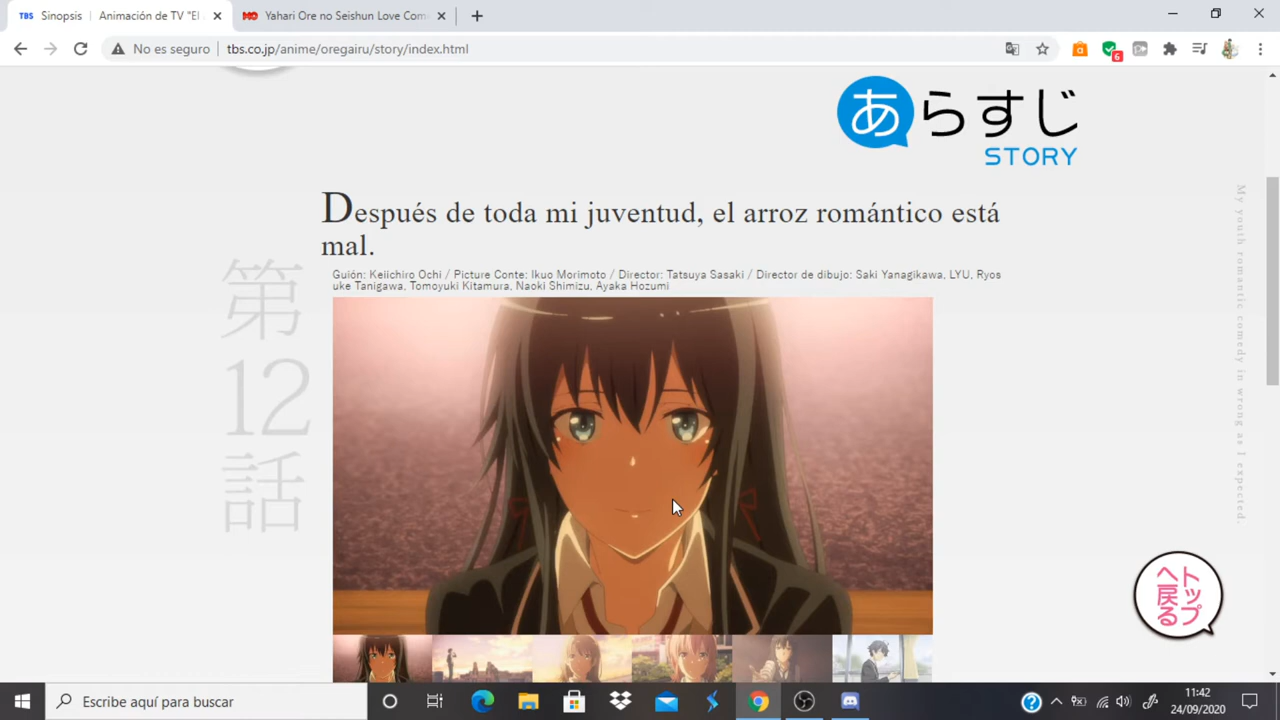 TBS Sinopsis Animación de TV "El
Yahari Ore no Seishun Love Com
No es seguro tbs.co.jp/anime/oregairu/story/index.html
6
あらすじ
STORY
Después de toda mi juventud, el arroz romántico está
mal.
Guión: Keiichiro Ochi / Picture Conte: Ikuo Morimoto / Director: Tatsuya Sasaki / Director de dibujo: Saki Yanagikawa, LYU, Ryos
uke Tanigawa, Tomoyuki Kitamura, Naoki Shimizu, Ayaka Hozumi
第12話
My youth romantic comedy in wrong as I expected.
トップへ戻る
Escribe aquí para buscar
11:42
24/09/2020